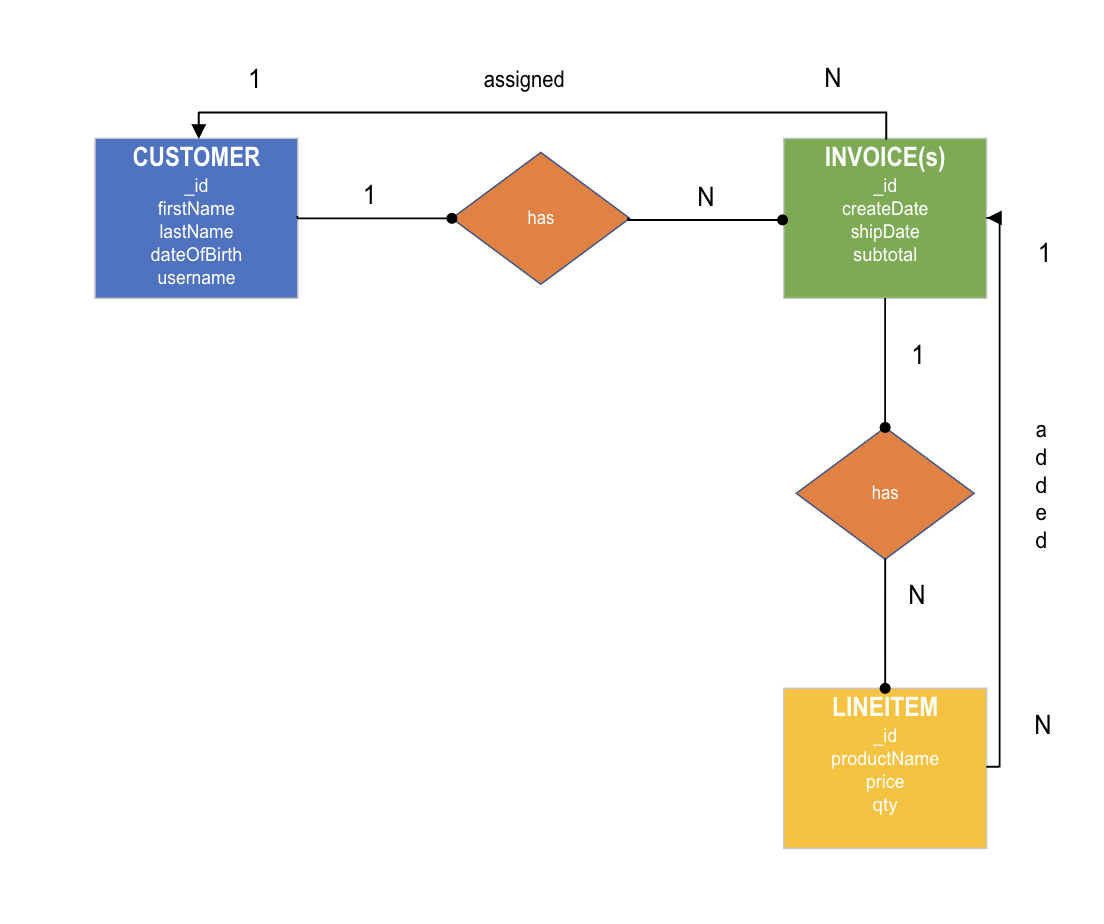 1 assigned N
CUSTOMER
_id
firstName
lastName
dateOfBirth
username
1
has
N
INVOICE(s)
_id
createDate
shipDate
subtotal
1
1
has
a
d
d
e
d
N
LINEITEM
_id
productName
price
qty
N